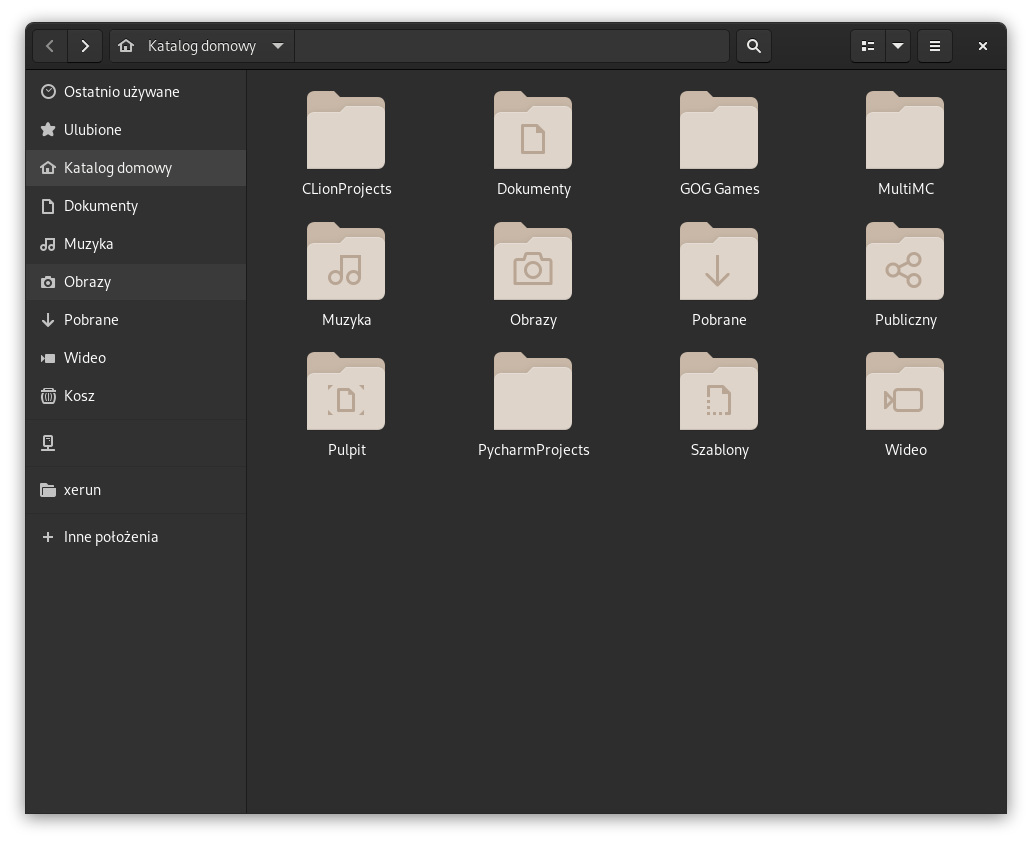 Katalog domowy
Ostatnio używane
Ulubione
Katalog domowy
Dokumenty
Muzyka
Obrazy
Pobrane
Wideo
Kosz
xerun
Inne położenia
CLionProjects
Dokumenty
GOG Games
MultiMC
Muzyka
Obrazy
Pobrane
Publiczny
Pulpit
PycharmProjects
Szablony
Wideo